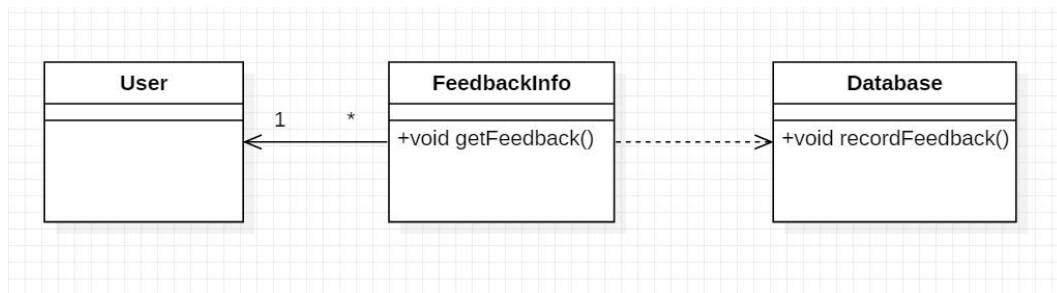 User
FeedbackInfo
Database
1
*
+void getFeedback()
+void recordFeedback()